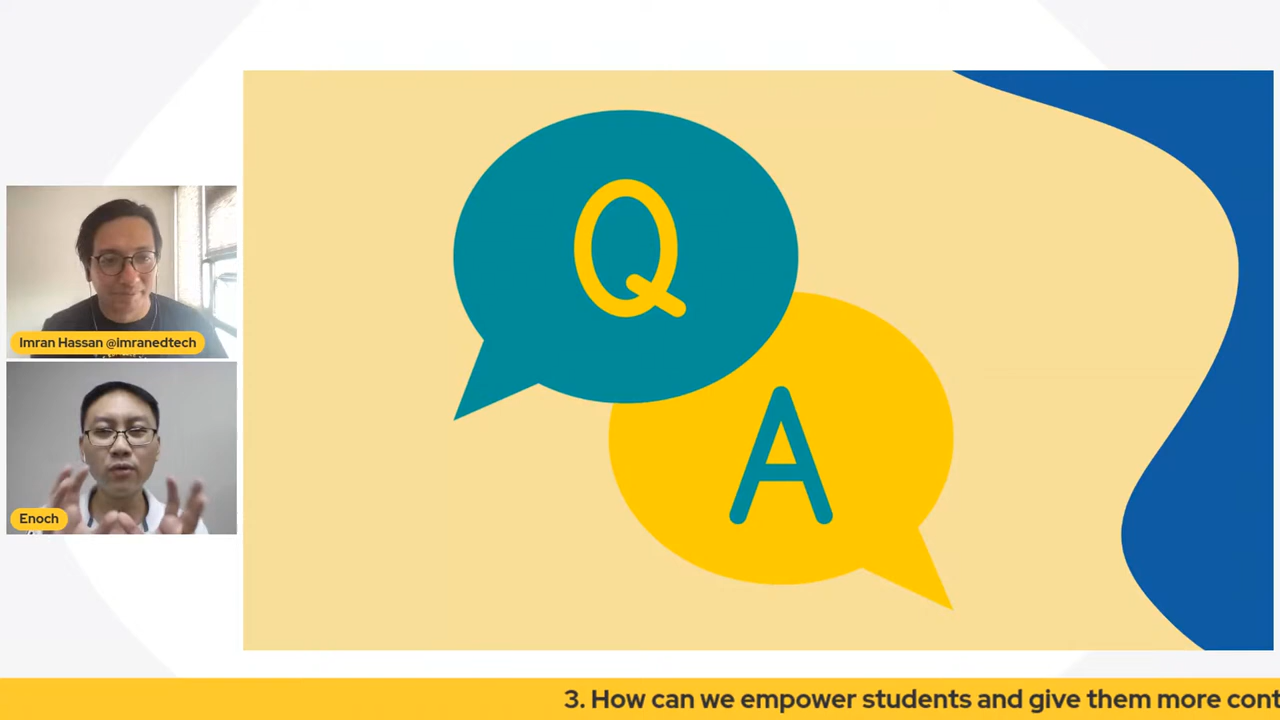 Q
A
Imran Hassan @Imranedtech
Enoch
3. How can we empower students and give them more cont